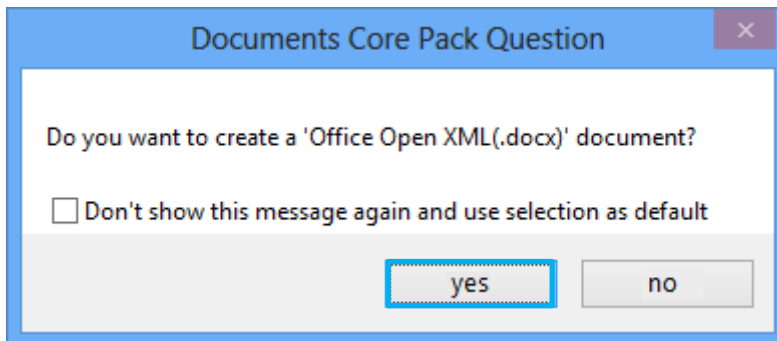 Documents Core Pack Question
Do you want to create a 'Office Open XML(.docx)' document?
Don't show this message again and use selection as default
yes
no